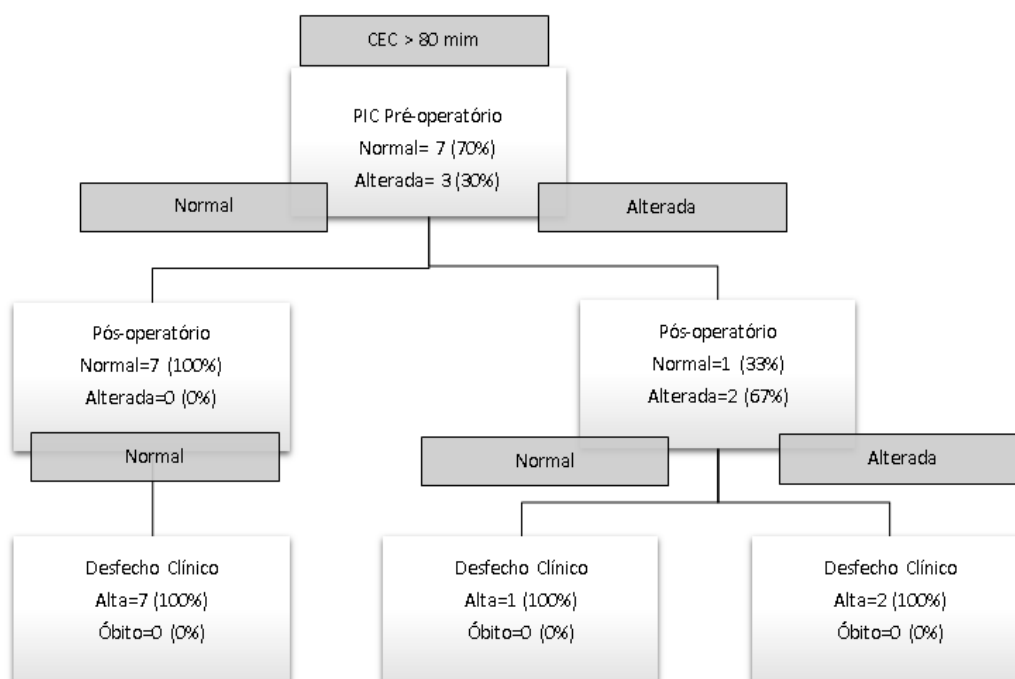 CEC > 80 mim
PIC Pré-operatório
Normal= 7 (70%)
Alterada= 3 (30%)
Normal
Alterada
Pós-operatório
Normal=7 (100%)
Alterada=0 (0%)
Pós-operatório
Normal=1 (33%)
Alterada=2 (67%)
Normal
Normal
Alterada
Desfecho Clínico
Alta=7 (100%)
Óbito=0 (0%)
Desfecho Clínico
Alta=1 (100%)
Óbito=0 (0%)
Desfecho Clínico
Alta=2 (100%)
Óbito=0 (0%)